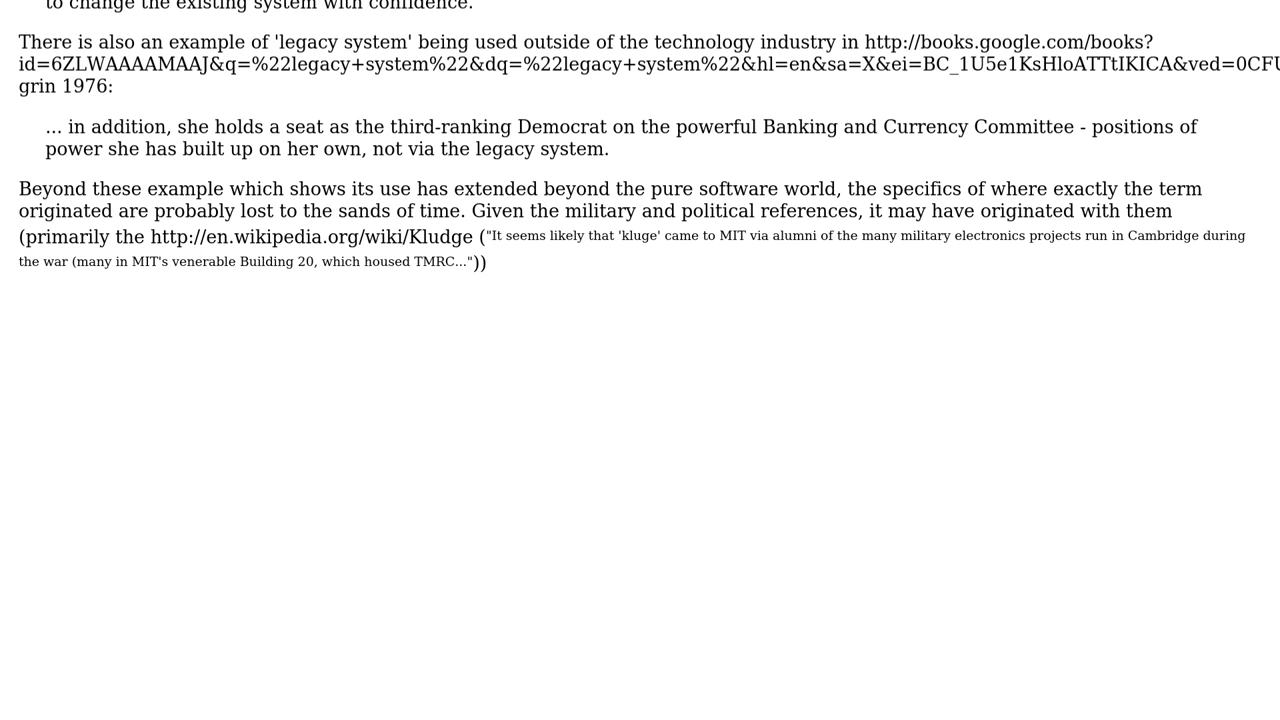 to change the existing system with confidence.
There is also an example of 'legacy system' being used outside of the technology industry in http://books.google.com/books?
id=6ZLWAAAAMAAJ&q=%22legacy+system%22&dq=%22legacy+system%22&hl=en&sa=X&ei=BC_1U5e1KsHloATTtIKICA&ved=0CFU
grin 1976:
... in addition, she holds a seat as the third-ranking Democrat on the powerful Banking and Currency Committee - positions of
power she has built up on her own, not via the legacy system.
Beyond these example which shows its use has extended beyond the pure software world, the specifics of where exactly the term
originated are probably lost to the sands of time. Given the military and political references, it may have originated with them
(primarily the http://en.wikipedia.org/wiki/Kludge ("It seems likely that 'kluge' came to MIT via alumni of the many military electronics projects run in Cambridge during
the war (many in MIT's venerable Building 20, which housed TMRC..."))